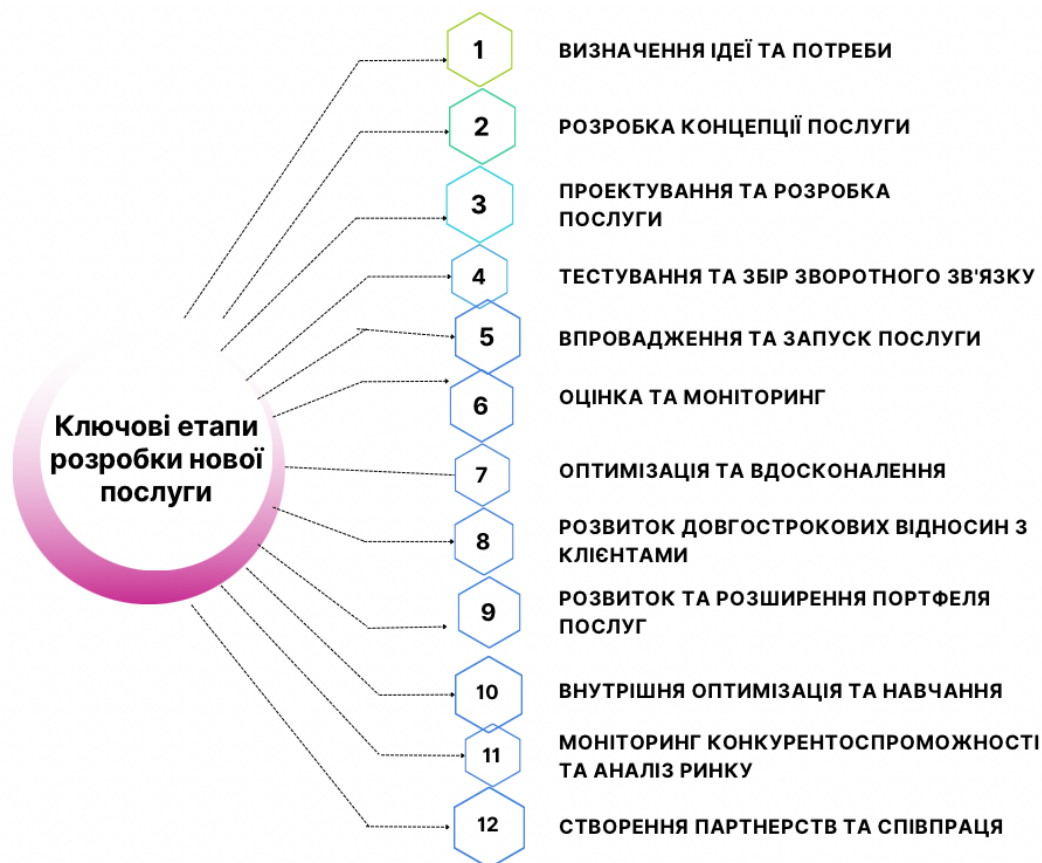 Ключові етапи
розробки нової
послуги
1
ВИЗНАЧЕННЯ ІДЕЇ ТА ПОТРЕБИ
2
РОЗРОБКА КОНЦЕПЦІЇ ПОСЛУГИ
3
ПРОЕКТУВАННЯ ТА РОЗРОБКА
ПОСЛУГИ
4
ТЕСТУВАННЯ ТА ЗБІР ЗВОРОТНОГО ЗВ'ЯЗКУ
5
ВПРОВАДЖЕННЯ ТА ЗАПУСК ПОСЛУГИ
6
ОЦІНКА ТА МОНІТОРИНГ
7
ОПТИМІЗАЦІЯ ТА ВДОСКОНАЛЕННЯ
8
РОЗВИТОК ДОВГОСТРОКОВИХ ВІДНОСИН З
КЛІЄНТАМИ
9
РОЗВИТОК ТА РОЗШИРЕННЯ ПОРТФЕЛЯ
ПОСЛУГ
10
ВНУТРІШНЯ ОПТИМІЗАЦІЯ ТА НАВЧАННЯ
11
МОНІТОРИНГ КОНКУРЕНТОСПРОМОЖНОСТІ
ТА АНАЛІЗ РИНКУ
12
СТВОРЕННЯ ПАРТНЕРСТВ ТА СПІВПРАЦЯ